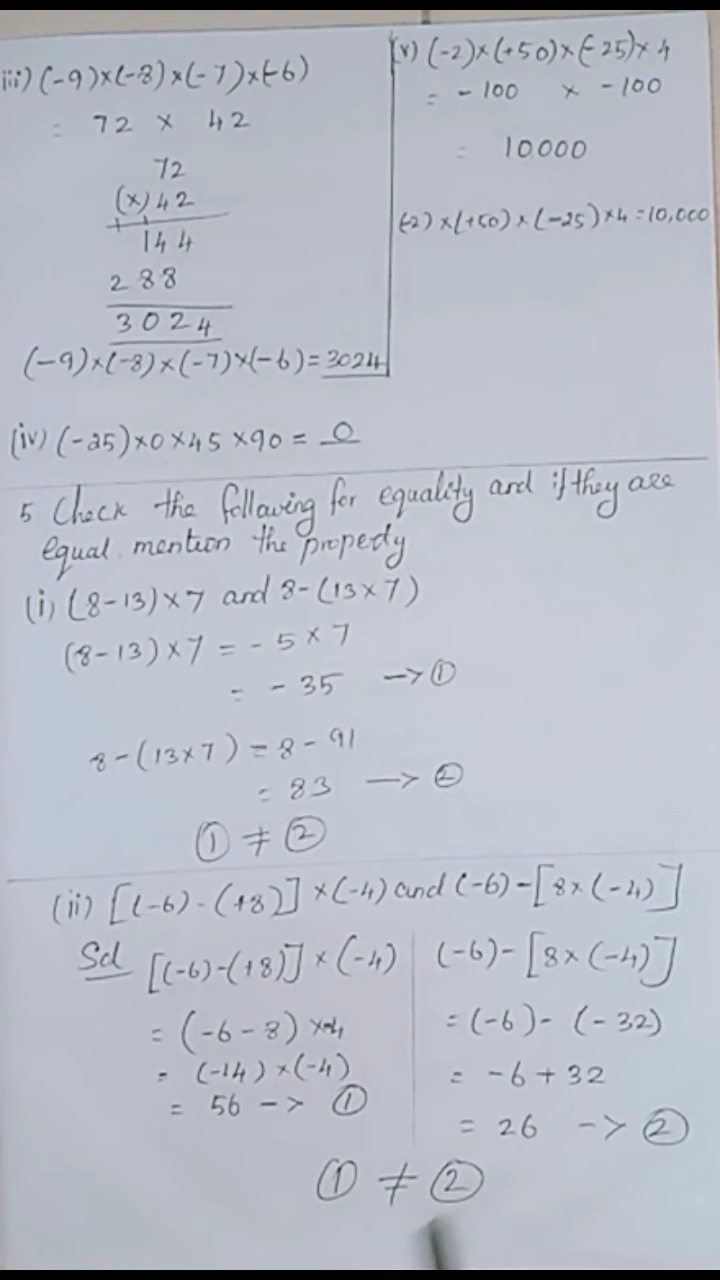 iii) (-9)×(-8)×(-7)×(-6)
= 72 × 42
72
(×) 42
144
288
3024
(-9)×(-8)×(-7)×(-6)=3024
(v) (-2)×(+50)×(-25)×4
= -100 × -100
= 10000
(-2)×(+50)×(-25)×4=10,000
(iv) (-25)×0×45×90 = 0
5 Check the following for equality and if they are
equal, mention the property
(i) (8-13)×7 and 8-(13×7)
(8-13)×7 = -5×7
= -35 → ①
8-(13×7) = 8-91
= 83 → ②
① ≠ ②
(ii) [(-6)-(+8)]×(-4) and (-6)-[8×(-4)]
Sol [(-6)-(+8)]×(-4)
= (-6-8)×-4
= (-14)×(-4)
= 56 → ①
(-6)-[8×(-4)]
= (-6)-(-32)
= -6+32
= 26 → ②
① ≠ ②